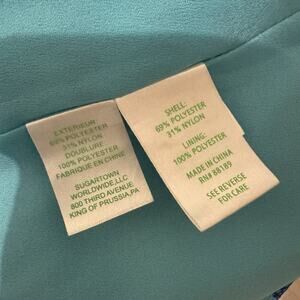 EXTERIEUR
69% POLYESTER
31% NYLON
DOUBLURE
100% POLYESTER
FABRIQUE EN CHINE
SUGARTOWN
WORLDWIDE,LLC
800 THIRD AVENUE
KING OF PRUSSIA,PA
SHELL:
69% POLYESTER
31% NYLON
LINING:
100% POLYESTER
MADE IN CHINA
RN# 88189
SEE REVERSE
FOR CARE